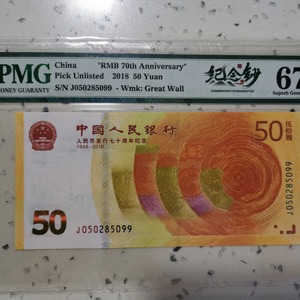 PMG
MONEY GUARANTY
China "RMB 70th Anniversary"
Pick Unlisted 2018 50 Yuan
S/N J050285099 - Wmk: Great Wall
纪念钞
67
Superb Gem
中国人民银行
人民币发行七十周年纪念
1948-2018
50
伍拾圆
50
J050285099
J050285099